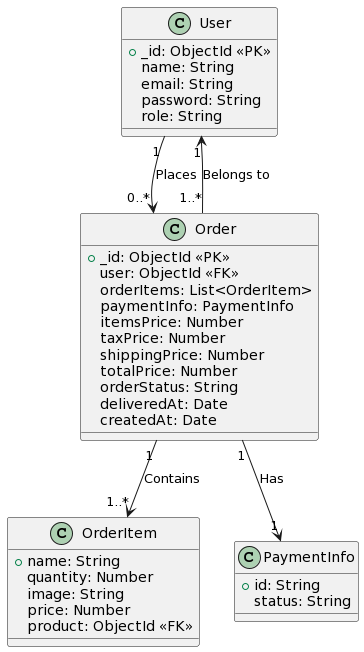 C User
_id: ObjectId «PK»
name: String
email: String
password: String
role: String
1 1
Places Belongs to
0..* 1..*
C Order
_id: ObjectId «PK»
user: ObjectId «FK»
orderItems: List<OrderItem>
paymentInfo: PaymentInfo
itemsPrice: Number
taxPrice: Number
shippingPrice: Number
totalPrice: Number
orderStatus: String
deliveredAt: Date
createdAt: Date
1 1
Contains Has
1..* 1
C OrderItem
name: String
quantity: Number
image: String
price: Number
product: ObjectId «FK»
C PaymentInfo
id: String
status: String